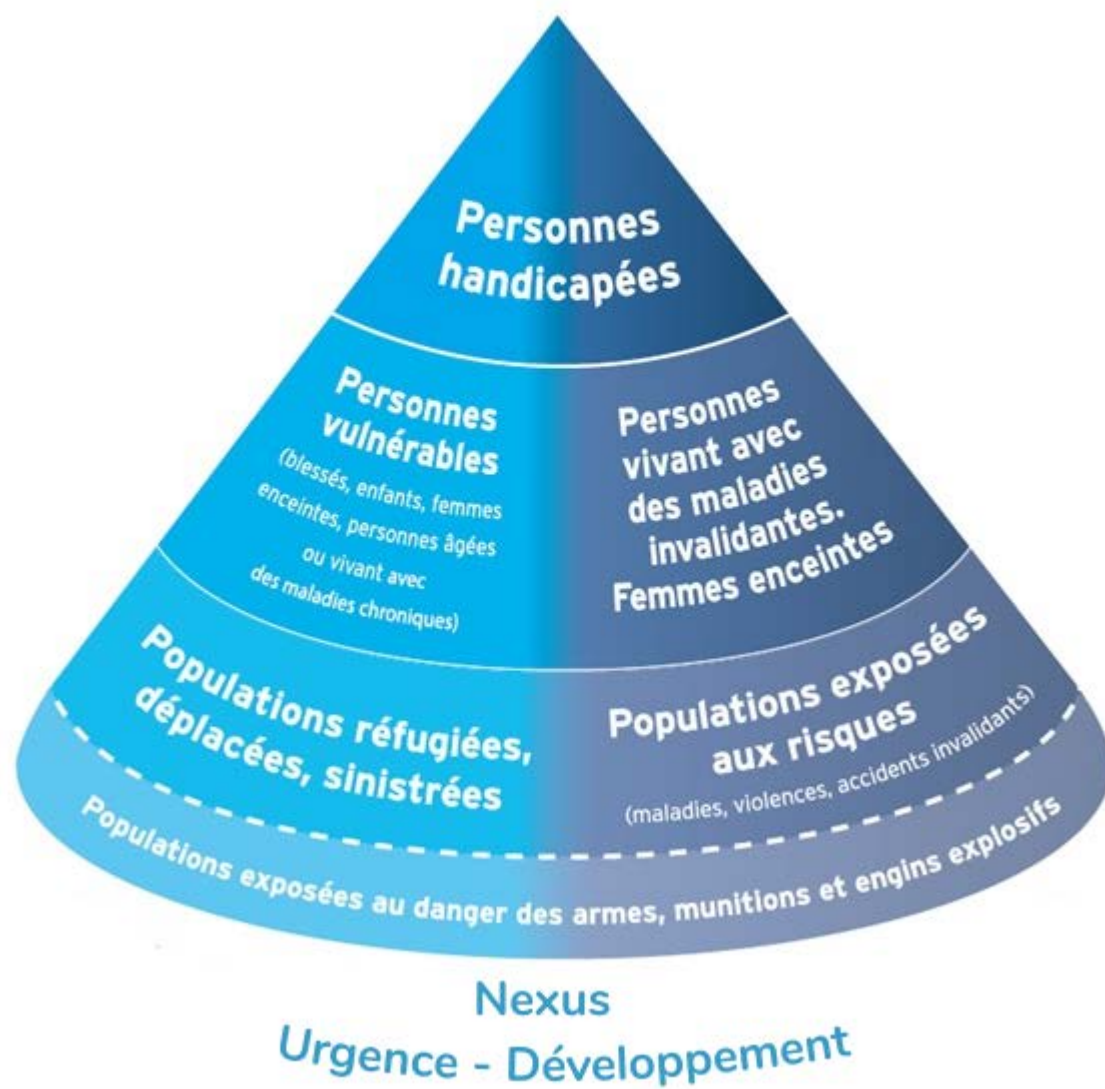 Personnes
handicapées
Personnes
vulnérables
(blessés, enfants, femmes
enceintes, personnes âgées
ou vivant avec
des maladies chroniques)
Personnes
vivant avec
des maladies
invalidantes.
Femmes enceintes
Populations réfugiées,
déplacées, sinistrées
Populations exposées
aux risques
(maladies, violences, accidents invalidants)
Populations exposées au danger des armes, munitions et engins explosifs
Nexus
Urgence - Développement